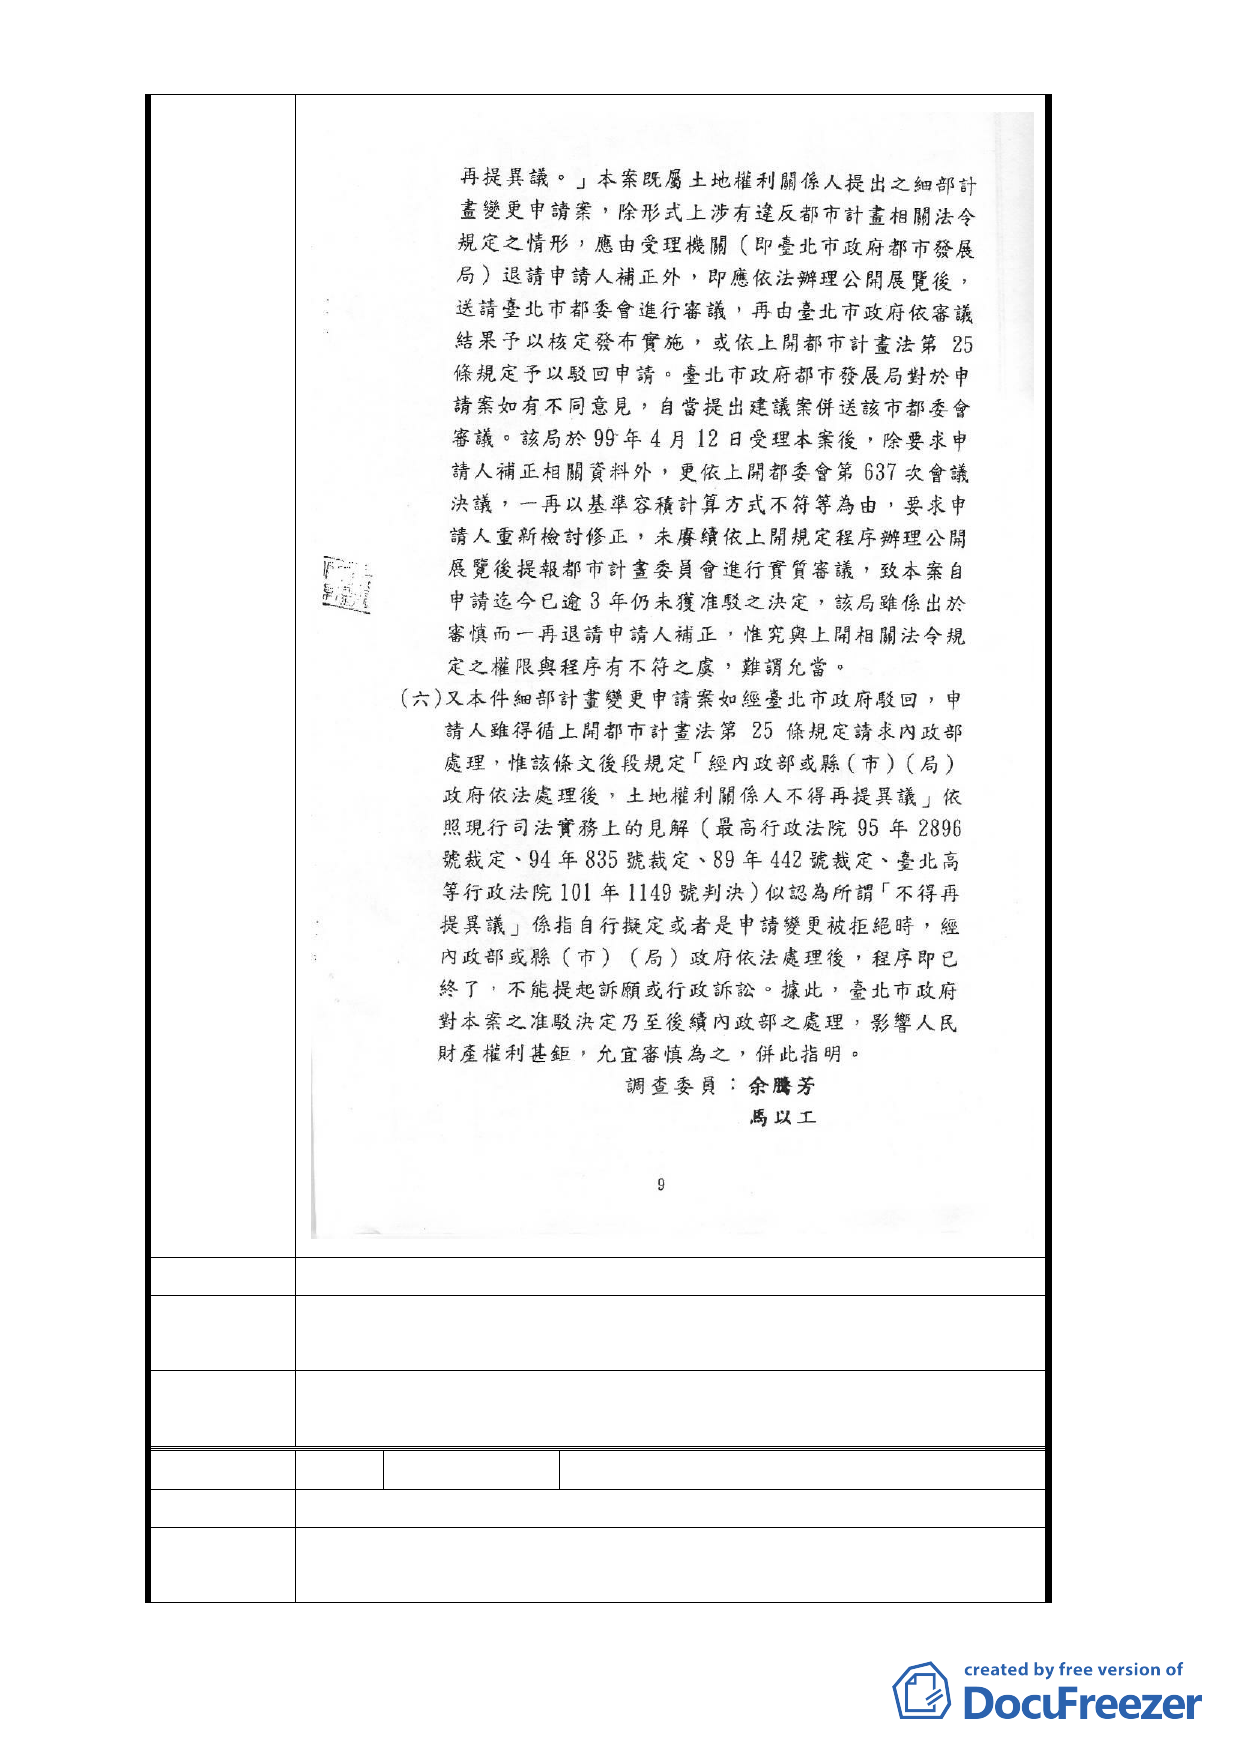 再提異議。」本案既屬土地權利關係人提出之細部計
畫變更申請案，除形式上涉有違反都市計畫相關法令
規定之情形，應由受理機關（即臺北市政府都市發展
局）退請申請人補正外，即應依法辦理公開展覽後，
送請臺北市都委會進行審議，再由臺北市政府依審議
結果予以核定發布實施，或依上開都市計畫法第 25
條規定予以駁回申請。臺北市政府都市發展局對於申
請案如有不同意見，自當提出建議案併送該市都委會
審議。該局於 99 年 4 月 12 日受理本案後，除要求申
請人補正相關資料外，更依上開都委會第 637 次會議
決議，一再以基準容積計算方式不符等為由，要求申
請人重新檢討修正，未賡續依上開規定程序辦理公開
展覽後提報都市計畫委員會進行實質審議，致本案自
申請迄今已逾 3 年仍未獲准駁之決定，該局雖係出於
審慎而一再退請申請人補正，惟究與上開相關法令規
定之權限與程序有不符之處，難謂允當。
（六）又本件細部計畫變更申請案如經臺北市政府駁回，申
請人雖得循上開都市計畫法第 25 條規定請求內政部
處理，惟該條文後段規定「經內政部或縣（市）（局）
政府依法處理後，土地權利關係人不得再提異議」依
照現行司法實務上的見解（最高行政法院 95 年 2896
號裁定、94 年 835 號裁定、89 年 442 號裁定、臺北高
等行政法院 101 年 1149 號判決）似認為所謂「不得再
提異議」係指自行擬定或者是申請變更被拒絕時，經
內政部或縣（市）（局）政府依法處理後，程序即已
終了，不能提起訴願或行政訴訟。據此，臺北市政府
對本案之准駁決定乃至後續內政部之處理，影響人民
財產權利甚鉅，允宜審慎為之，併此指明。
調查委員：余騰芳
馬以工
9
created by free version of
DocuFreezer